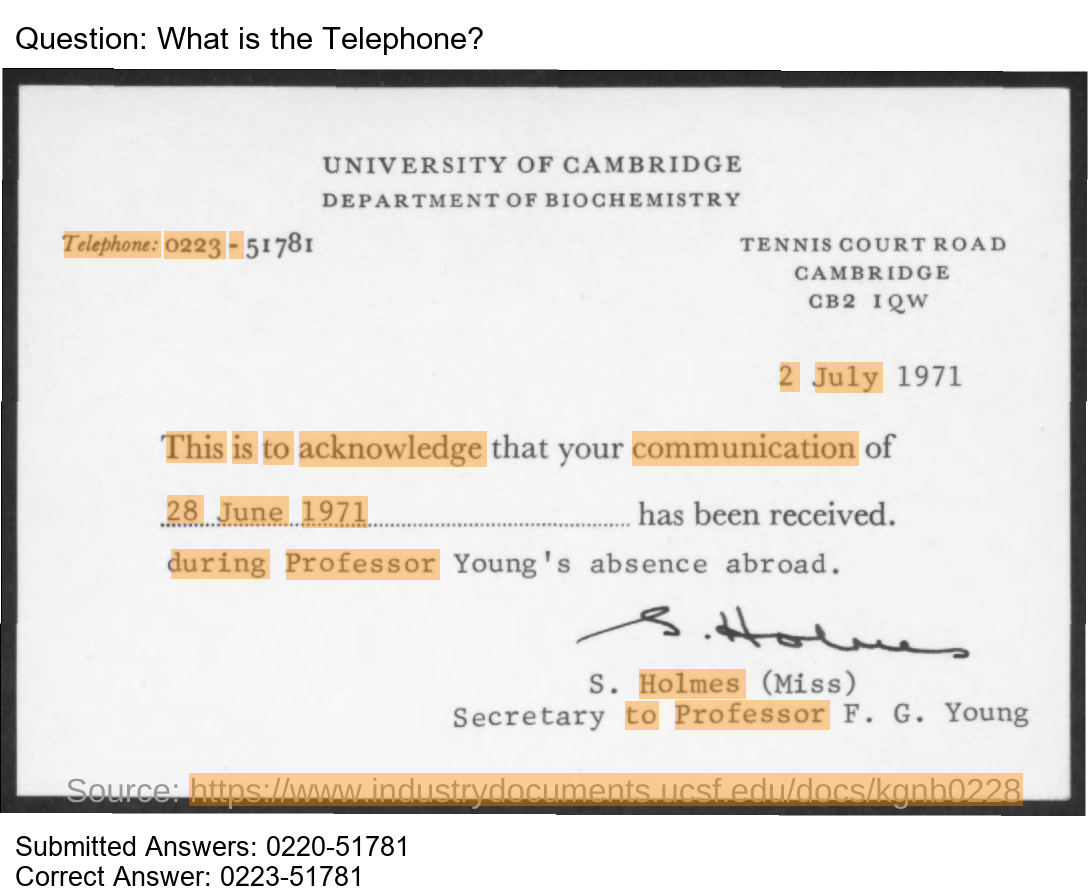 Question: What is the Telephone?
UNIVERSITY OF CAMBRIDGE
DEPARTMENT OF BIOCHEMISTRY
Telephone: 0223-51781
TENNIS COURT ROAD
CAMBRIDGE
CB2 1QW
2 July 1971
This is to acknowledge that your communication of
28 June 1971 has been received.
during Professor Young's absence abroad.
S. Holmes
S. Holmes (Miss)
Secretary to Professor F. G. Young
Source: https://www.industrydocuments.ucsf.edu/docs/kgnb0228
Submitted Answers: 0220-51781
Correct Answer: 0223-51781